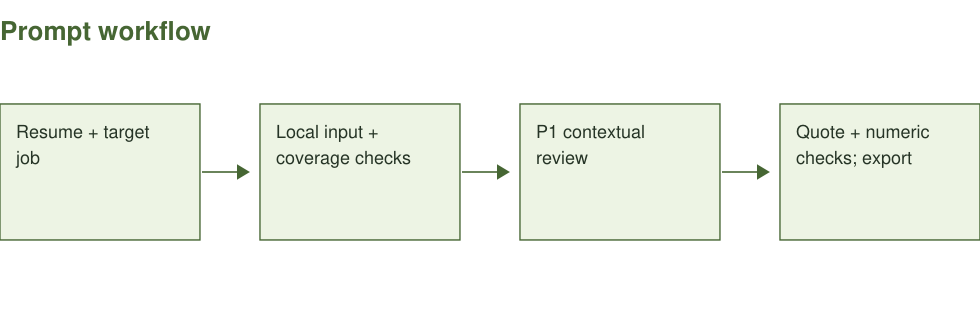 Prompt workflow
Resume + target
job
Local input +
coverage checks
P1 contextual
review
Quote + numeric
checks; export